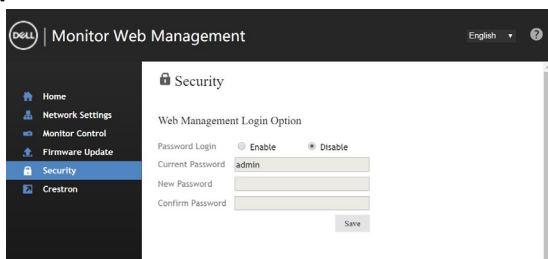 DELL | Monitor Web Management
English
?
Security
Home
Network Settings
Monitor Control
Firmware Update
Security
Crestron
Web Management Login Option
Password Login Enable Disable
Current Password admin
New Password
Confirm Password
Save